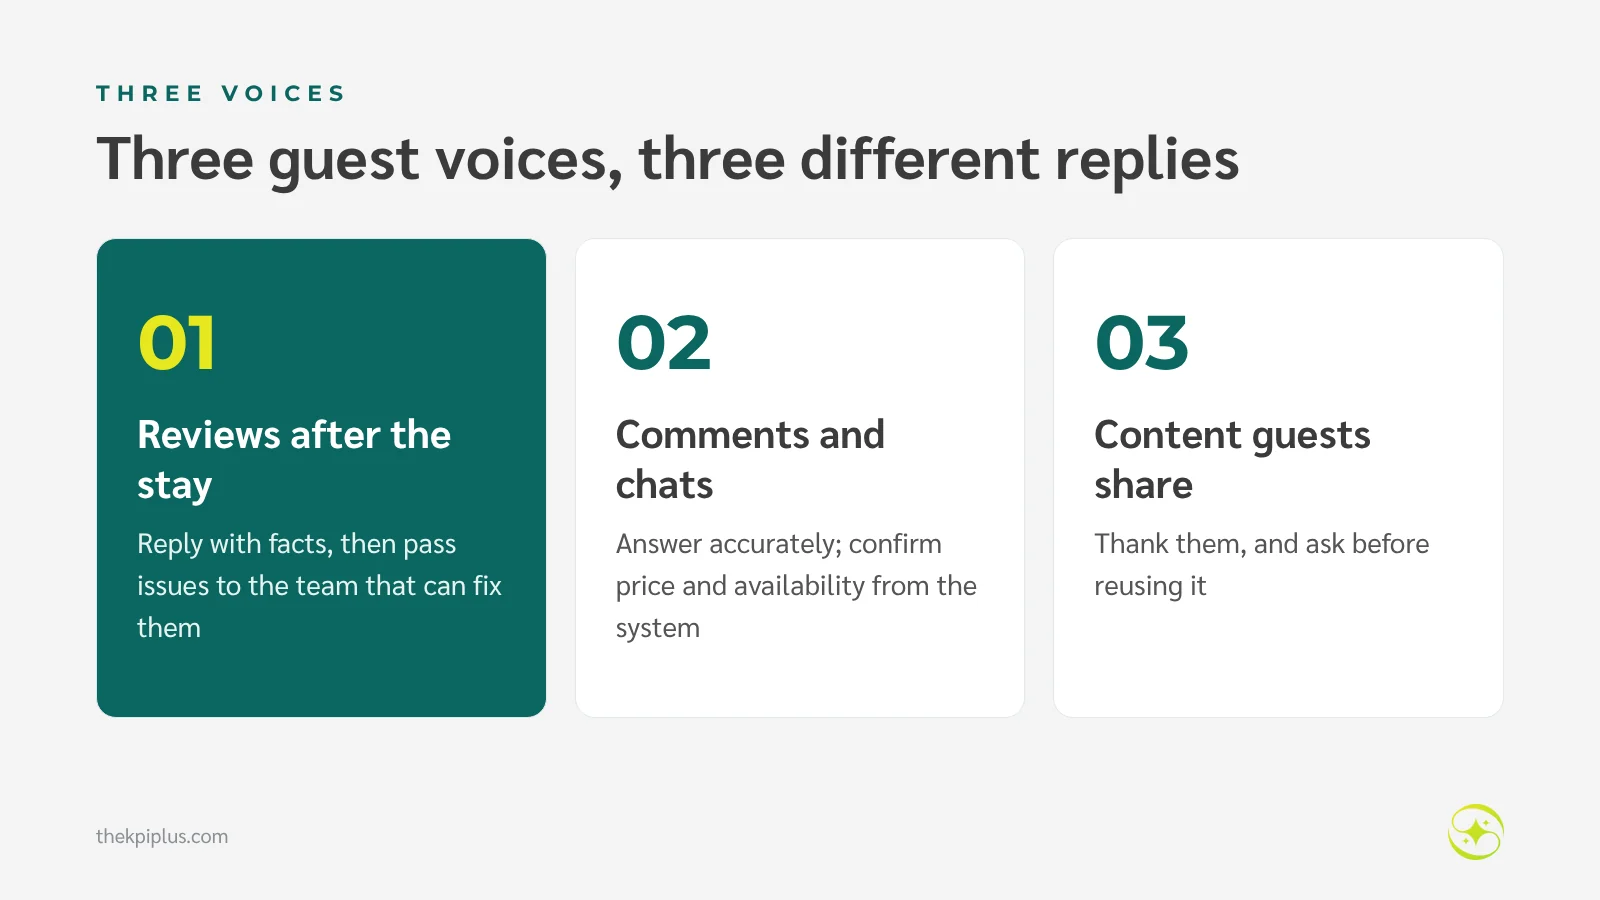 THREE VOICES
Three guest voices, three different replies
01
Reviews after the
stay
Reply with facts, then pass
issues to the team that can fix
them
02
Comments and
chats
Answer accurately; confirm
price and availability from the
system
03
Content guests
share
Thank them, and ask before
reusing it
thekpiplus.com